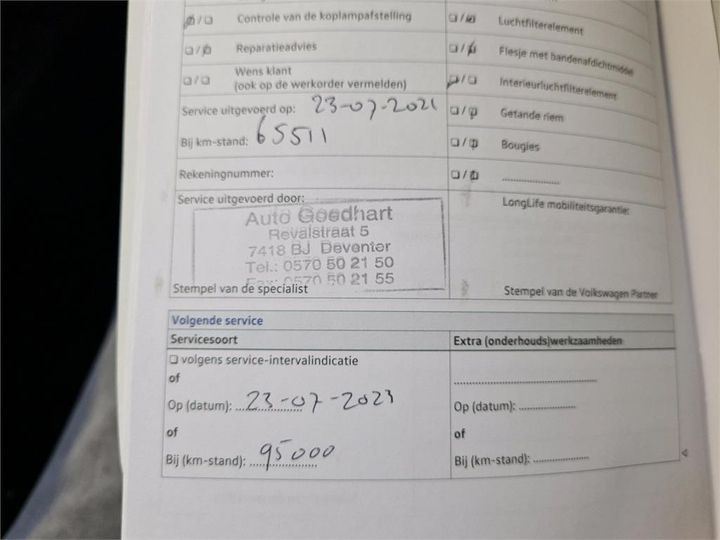 ☐/☐ Controle van de koplampafstelling
☐/☐ Luchtfilterelement
☐/☐ Reparatieadvies
☐/☐ Flesje met bandenafdichtmiddel
☐/☐ Wens klant
(ook op de werkorder vermelden)
☐/☐ Interieurluchtfilterelement
Service uitgevoerd op: 23-07-2021
☐/☐ Getande riem
Bij km-stand: 65511
☐/☐ Bougies
Rekeningnummer:
☐/☐ ....................
Service uitgevoerd door:
LongLife mobiliteitsgarantie:
Auto Goedhart
Revalstraat 5
7418 BJ Deventer
Tel.: 0570 50 21 50
Fax: 0570 50 21 55
Stempel van de specialist
Stempel van de Volkswagen Partner
Volgende service
Servicesoort
Extra (onderhouds)werkzaamheden
☐ volgens service-intervalindicatie
of
Op (datum): 23-07-2023
Op (datum): ....................
of
of
Bij (km-stand): 95000
Bij (km-stand): ....................